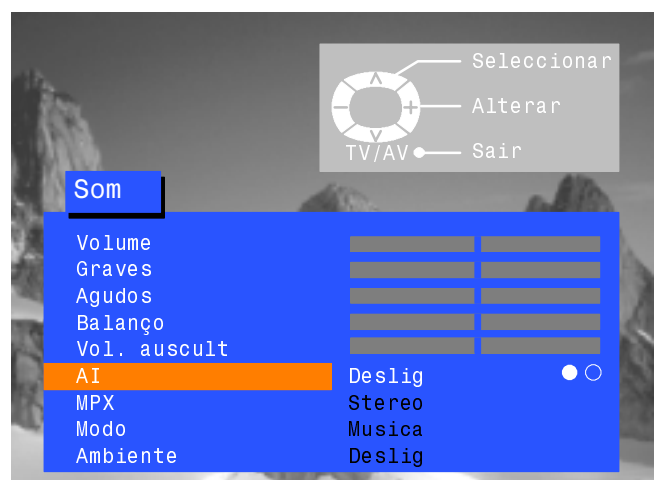 Seleccionar
Alterar
TV/AV Sair
Som
Volume
Graves
Agudos
Balanço
Vol. auscult
AI Deslig
MPX Stereo
Modo Musica
Ambiente Deslig